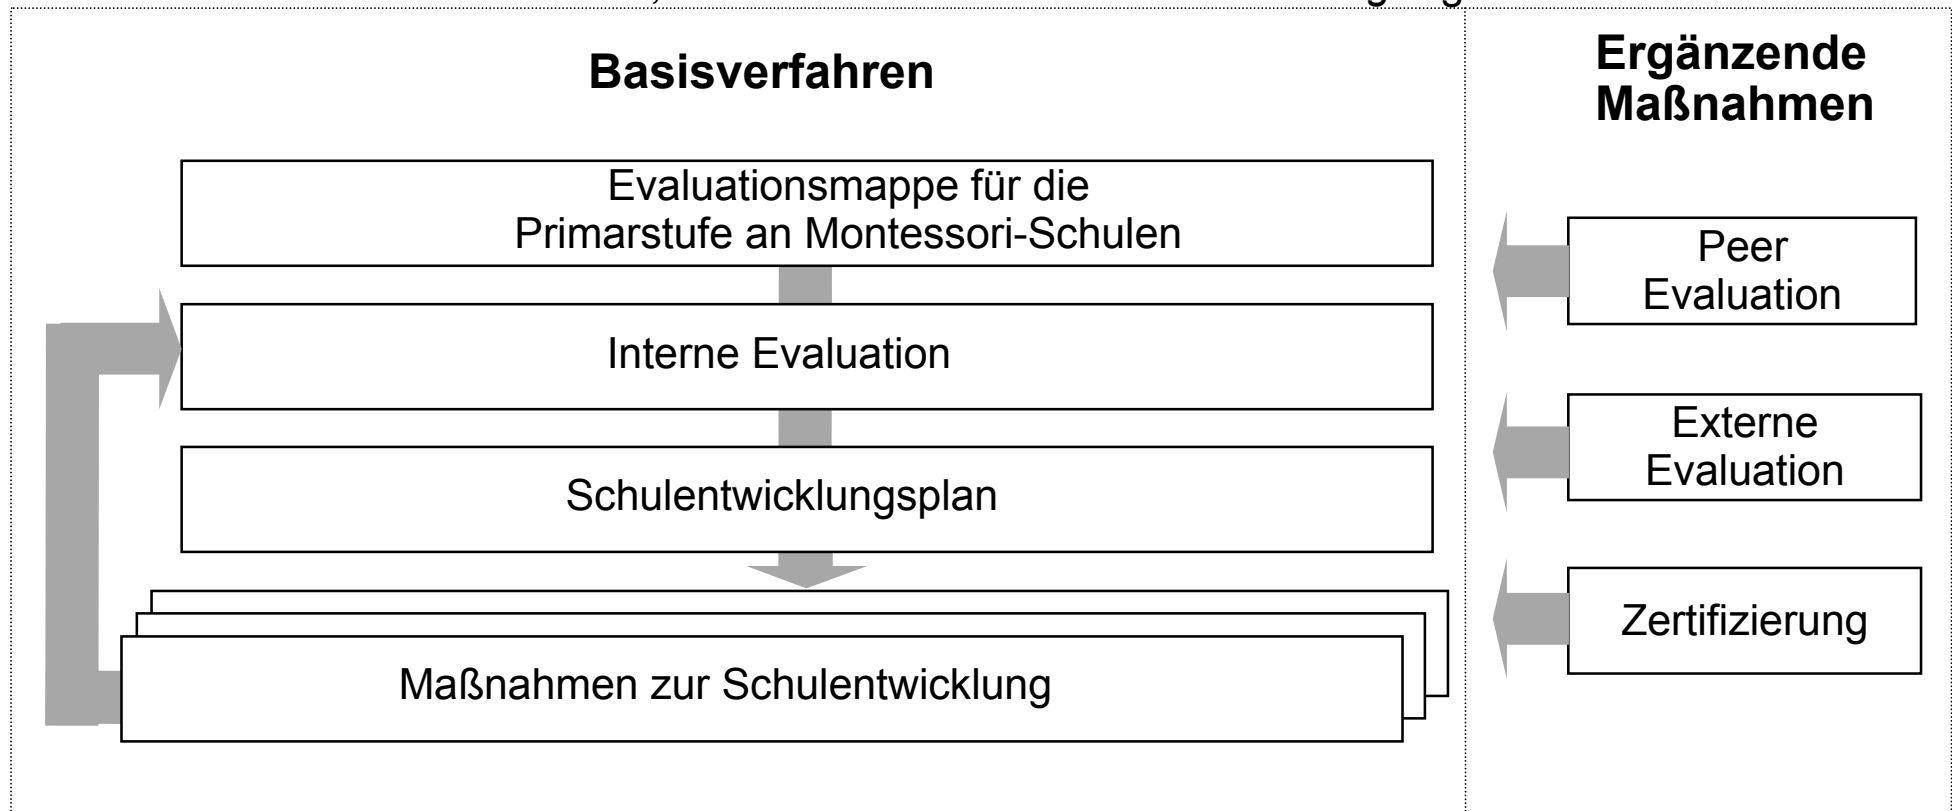 Basisverfahren
Ergänzende
Maßnahmen
Evaluationsmappe für die
Primarstufe an Montessori-Schulen
Interne Evaluation
Schulentwicklungsplan
Maßnahmen zur Schulentwicklung
Peer
Evaluation
Externe
Evaluation
Zertifizierung